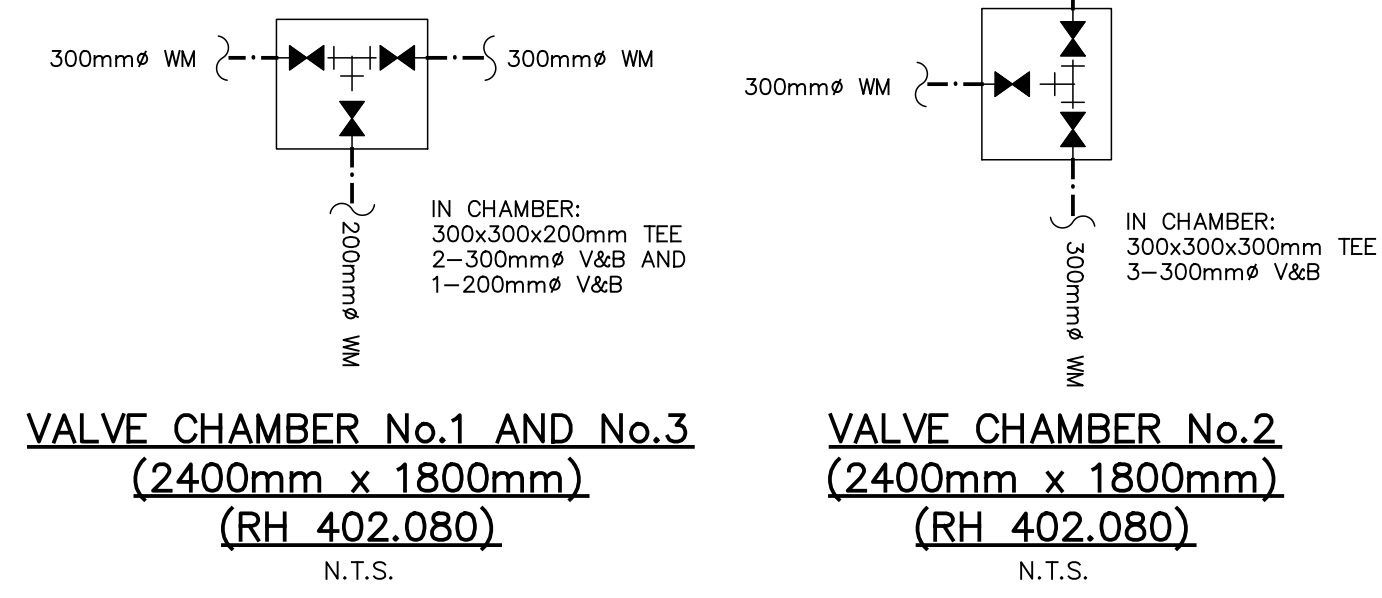 300mmø WM
300mmø WM
200mmø WM
IN CHAMBER:
300x300x200mm TEE
2-300mmø V&B AND
1-200mmø V&B
VALVE CHAMBER No.1 AND No.3
(2400mm x 1800mm)
(RH 402.080)
N.T.S.
300mmø WM
300mmø WM
IN CHAMBER:
300x300x300mm TEE
3-300mmø V&B
VALVE CHAMBER No.2
(2400mm x 1800mm)
(RH 402.080)
N.T.S.